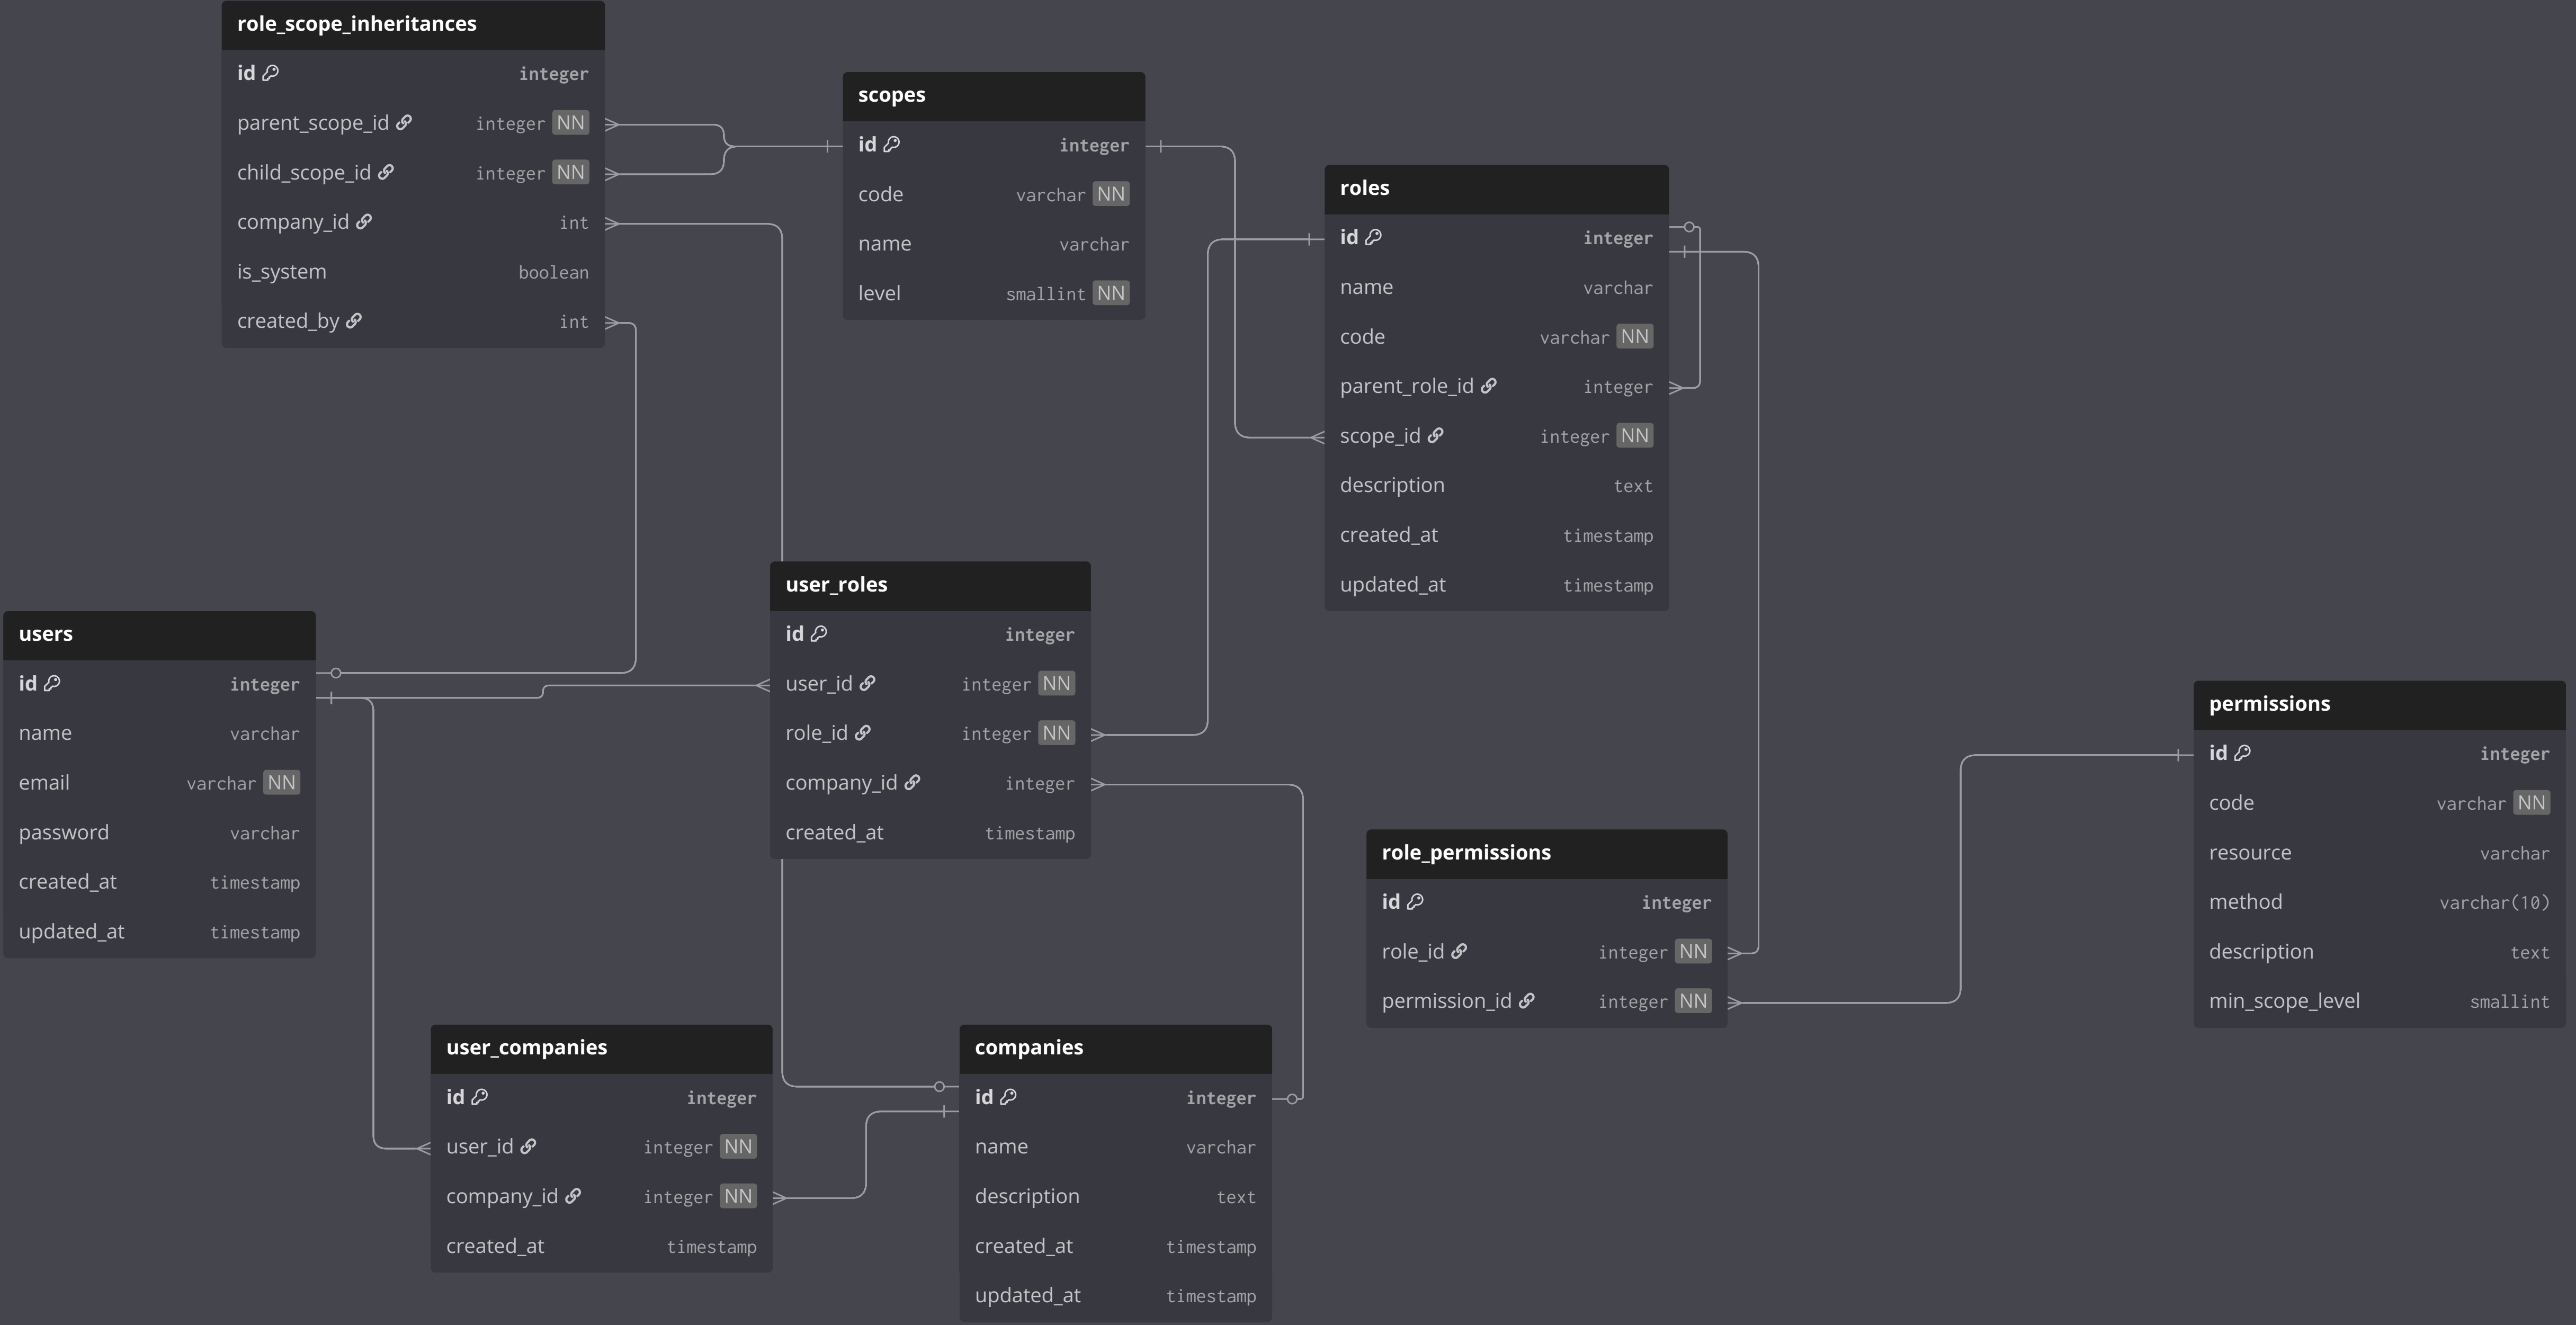 role_scope_inheritances
id integer
parent_scope_id integer NN
child_scope_id integer NN
company_id int
is_system boolean
created_by int
scopes
id integer
code varchar NN
name varchar
level smallint NN
roles
id integer
name varchar
code varchar NN
parent_role_id integer
scope_id integer NN
description text
created_at timestamp
updated_at timestamp
users
id integer
name varchar
email varchar NN
password varchar
created_at timestamp
updated_at timestamp
user_roles
id integer
user_id integer NN
role_id integer NN
company_id integer
created_at timestamp
permissions
id integer
code varchar NN
resource varchar
method varchar(10)
description text
min_scope_level smallint
role_permissions
id integer
role_id integer NN
permission_id integer NN
user_companies
id integer
user_id integer NN
company_id integer NN
created_at timestamp
companies
id integer
name varchar
description text
created_at timestamp
updated_at timestamp